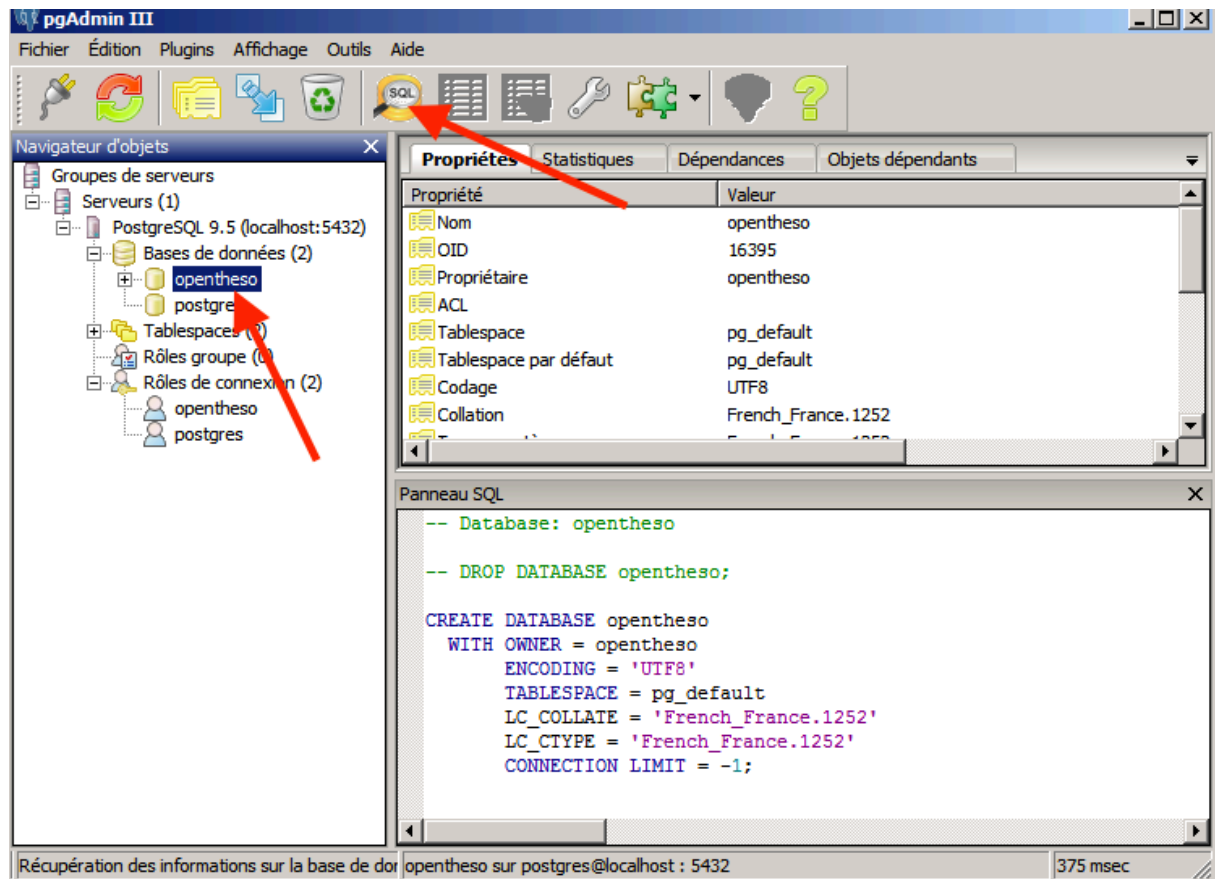 pgAdmin III
Fichier Édition Plugins Affichage Outils Aide
SQL
Navigateur d'objets
Groupes de serveurs
Serveurs (1)
PostgreSQL 9.5 (localhost:5432)
Bases de données (2)
opentheso
postgres
Tablespaces (2)
Rôles groupe (0)
Rôles de connexion (2)
opentheso
postgres
Propriétés Statistiques Dépendances Objets dépendants
Propriété Valeur
Nom opentheso
OID 16395
Propriétaire opentheso
ACL
Tablespace pg_default
Tablespace par défaut pg_default
Codage UTF8
Collation French_France.1252
Panneau SQL
-- Database: opentheso
-- DROP DATABASE opentheso;
CREATE DATABASE opentheso
WITH OWNER = opentheso
ENCODING = 'UTF8'
TABLESPACE = pg_default
LC_COLLATE = 'French_France.1252'
LC_CTYPE = 'French_France.1252'
CONNECTION LIMIT = -1;
Récupération des informations sur la base de dor opentheso sur postgres@localhost : 5432 375 msec